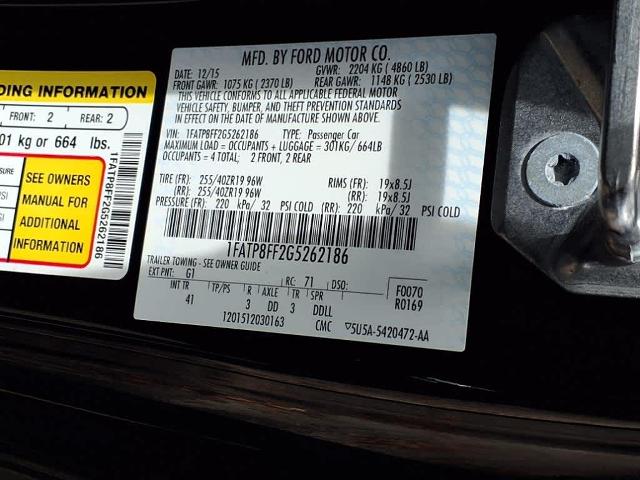 DING INFORMATION
FRONT: 2 REAR: 2
01 kg or 664 lbs.
SEE OWNERS
MANUAL FOR
ADDITIONAL
INFORMATION
1FATP8FF2G5262186
MFD. BY FORD MOTOR CO.
DATE: 12/15 GVWR: 2204 KG ( 4860 LB)
FRONT GAWR: 1075 KG ( 2370 LB) REAR GAWR: 1148 KG ( 2530 LB)
THIS VEHICLE CONFORMS TO ALL APPLICABLE FEDERAL MOTOR
VEHICLE SAFETY, BUMPER, AND THEFT PREVENTION STANDARDS
IN EFFECT ON THE DATE OF MANUFACTURE SHOWN ABOVE.
VIN: 1FATP8FF2G5262186 TYPE: Passenger Car
MAXIMUM LOAD = OCCUPANTS + LUGGAGE = 301KG/ 664LB
OCCUPANTS = 4 TOTAL; 2 FRONT, 2 REAR
TIRE (FR): 255/40ZR19 96W RIMS (FR): 19x8.5J
(RR): 255/40ZR19 96W (RR): 19x8.5J
PRESSURE (FR): 220 kPa/ 32 PSI COLD (RR): 220 kPa/ 32 PSI COLD
1FATP8FF2G5262186
TRAILER TOWING - SEE OWNER GUIDE
EXT PNT: G1 RC: 71 DSO: F0070
INT TR TP/PS R AXLE TR SPR R0169
41 3 DD 3 DDLL
1201512030163 CMC 5U5A-5420472-AA